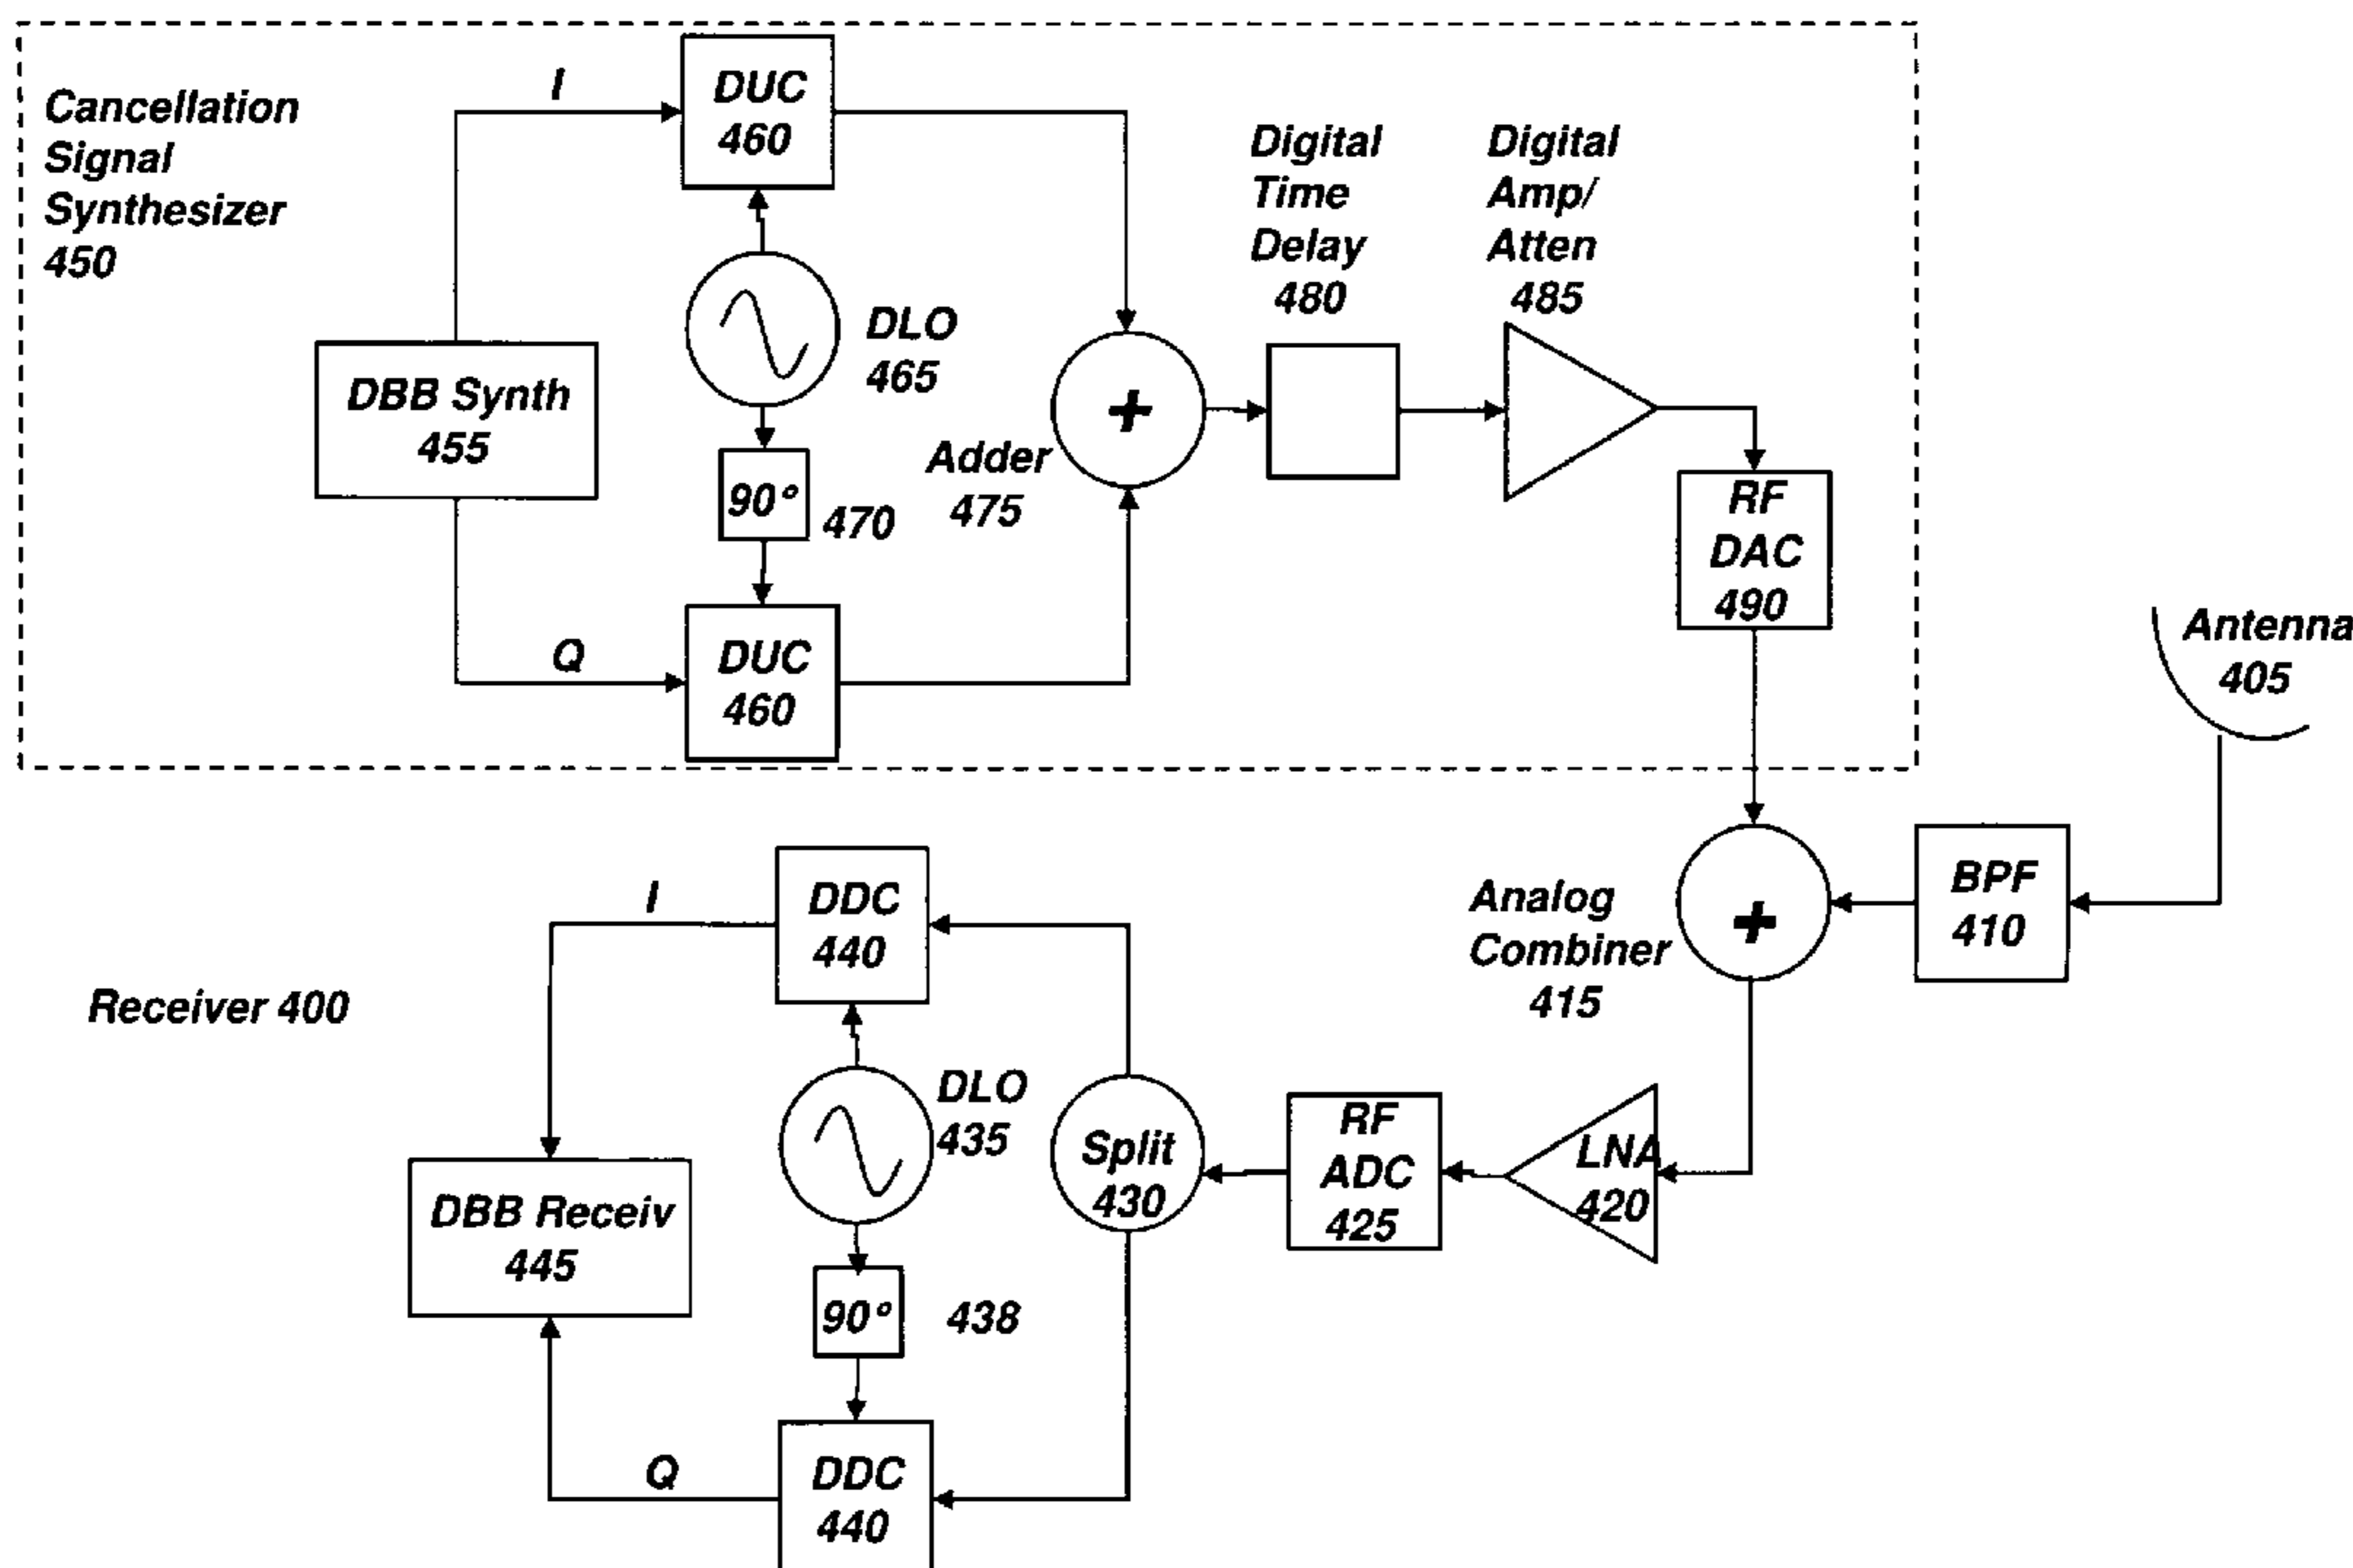 Cancellation
Signal
Synthesizer
450
I
DUC
460
DLO
465
DBB Synth
455
90°
470
Q
DUC
460
Adder
475
+
Digital
Time
Delay
480
Digital
Amp/
Atten
485
RF
DAC
490
Antenna
405
BPF
410
Analog
Combiner
415
+
LNA
420
RF
ADC
425
Split
430
DDC
440
I
DLO
435
Receiver 400
DBB Receiv
445
90°
438
Q
DDC
440